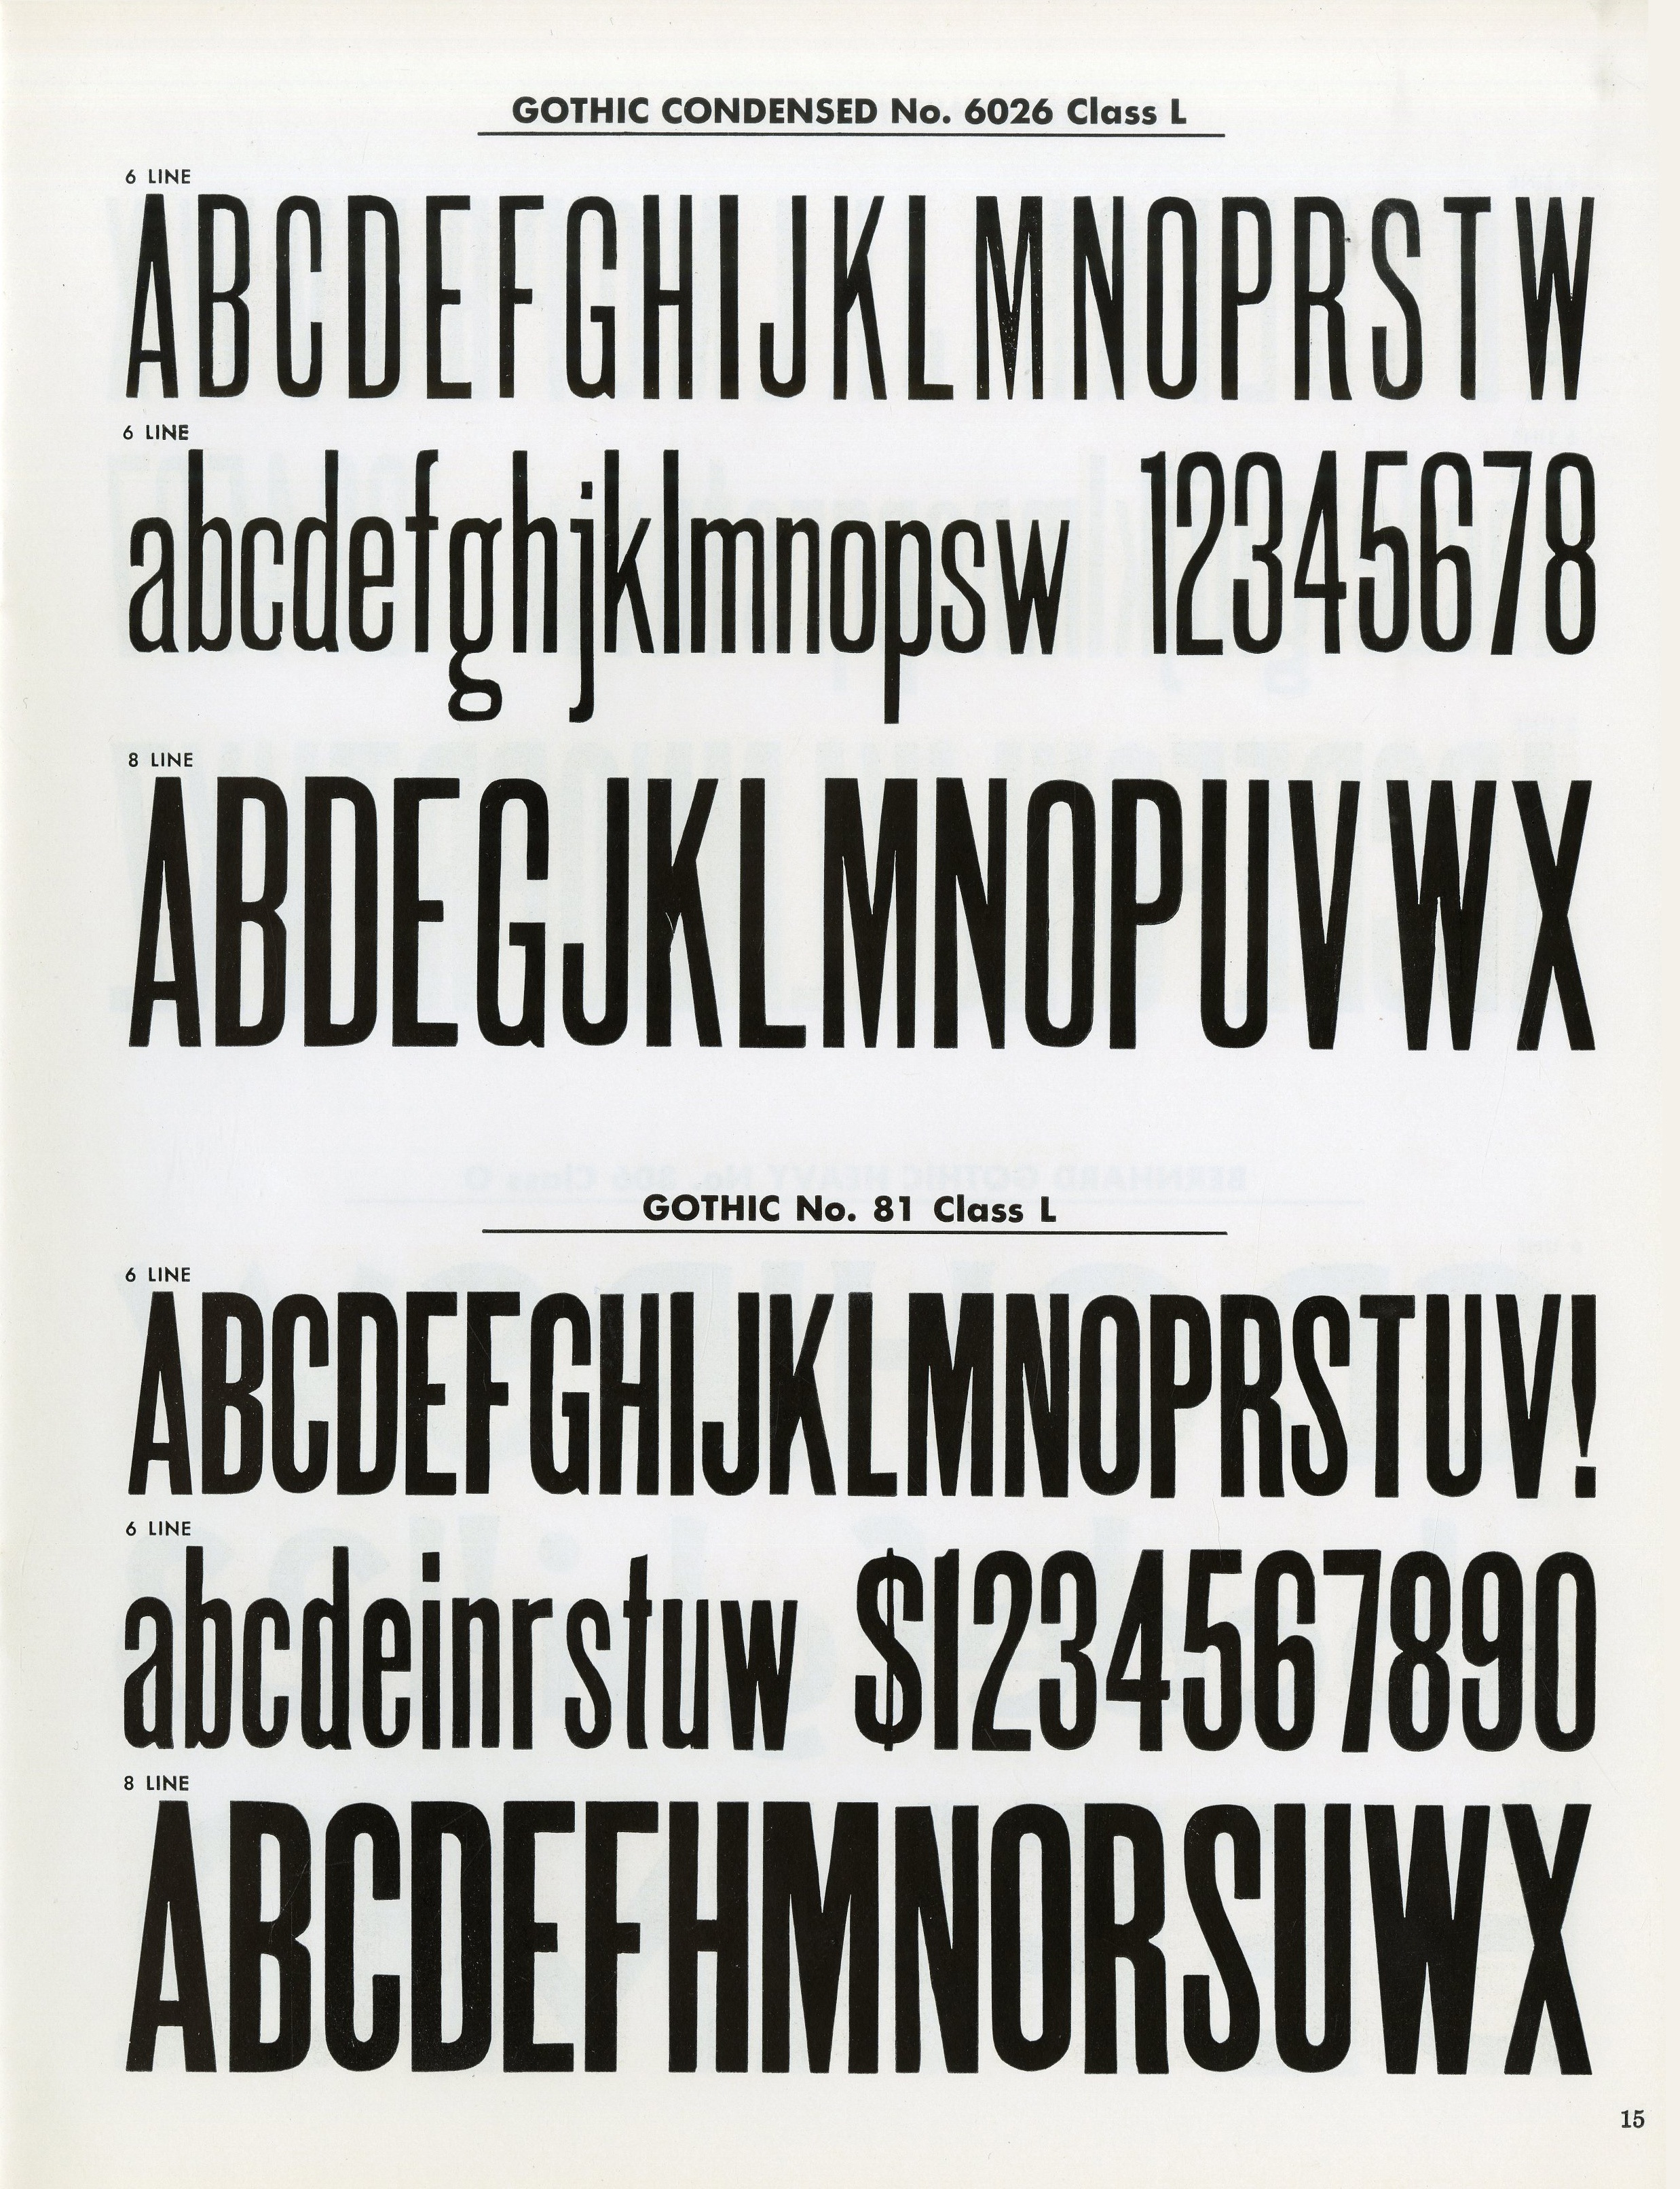 GOTHIC CONDENSED No. 6026 Class L
6 LINE
ABCDEFGHIJKLMNOPRSTW
6 LINE
abcdefghjklmnopsw 12345678
8 LINE
ABDEGJKLMNOPUVWX
GOTHIC No. 81 Class L
6 LINE
ABCDEFGHIJKLMNOPRSTUV!
6 LINE
abcdeinrstuw $1234567890
8 LINE
ABCDEFHMNORSUWX
15